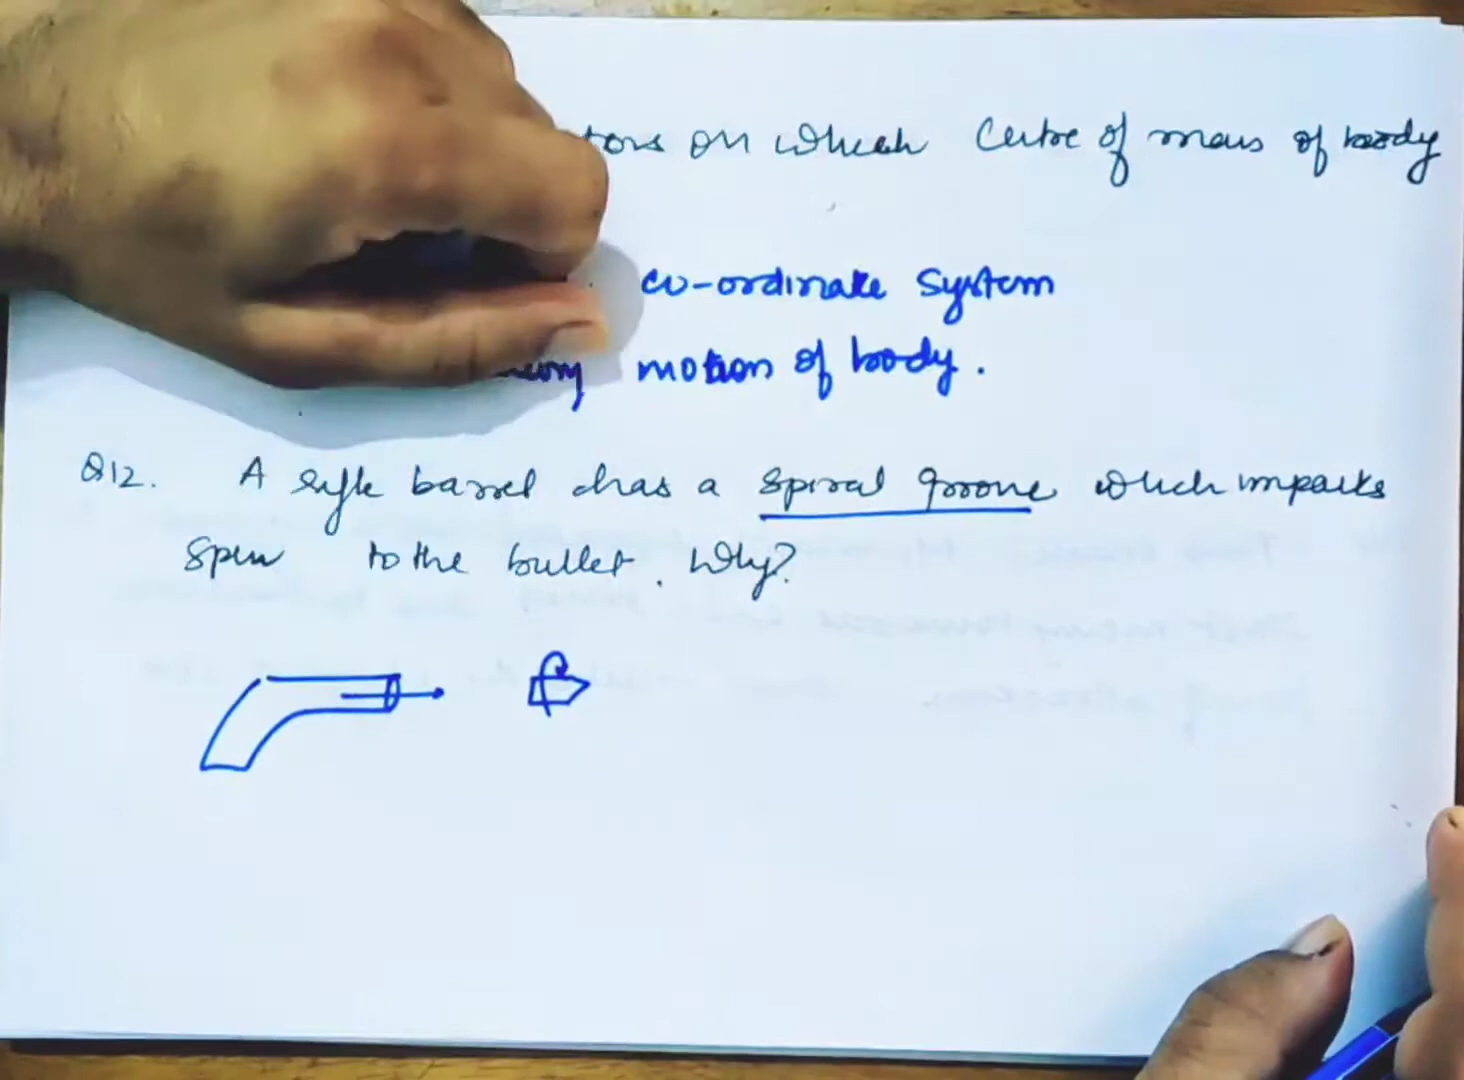 on which Centre of mass of body
co-ordinate system
motion of body.
Q12. A rifle barrel has a spiral groove which imparts
spin to the bullet. Why?